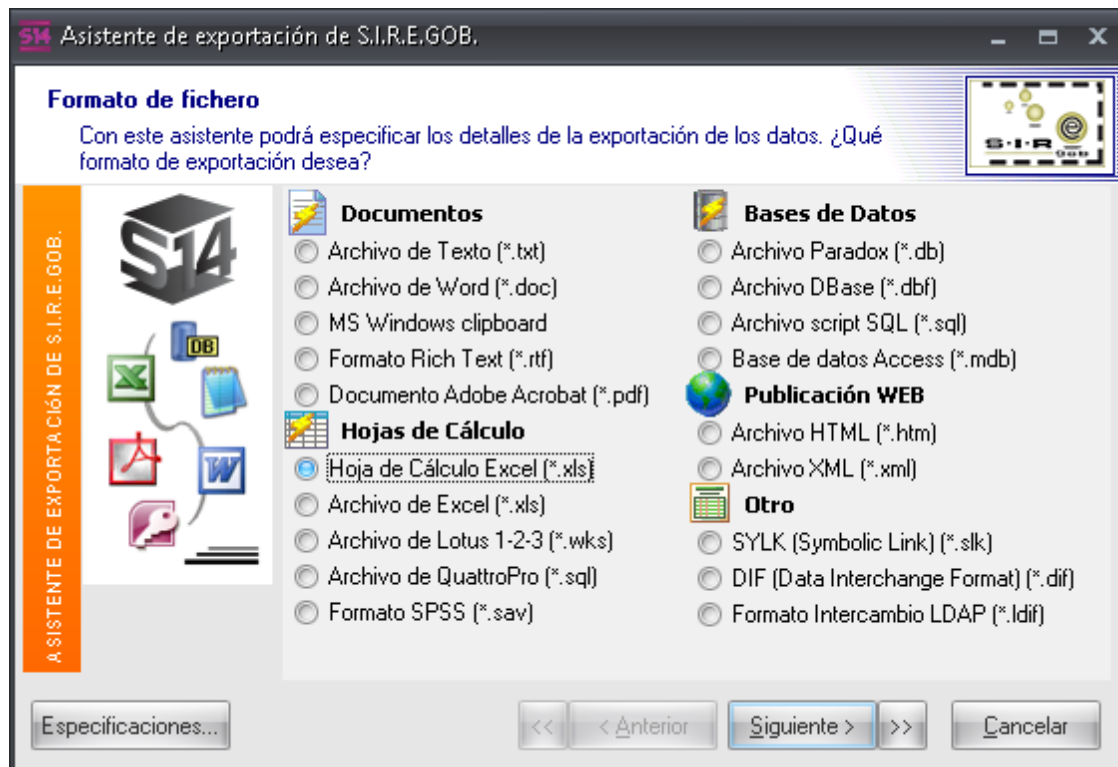 S14 Asistente de exportación de S.I.R.E.GOB.
Formato de fichero
Con este asistente podrá especificar los detalles de la exportación de los datos. ¿Qué
formato de exportación desea?
S·I·R e
Gob
ASISTENTE DE EXPORTACIÓN DE S.I.R.E.GOB.
S14
DB
Documentos
Archivo de Texto (*.txt)
Archivo de Word (*.doc)
MS Windows clipboard
Formato Rich Text (*.rtf)
Documento Adobe Acrobat (*.pdf)
Hojas de Cálculo
Hoja de Cálculo Excel (*.xls)
Archivo de Excel (*.xls)
Archivo de Lotus 1-2-3 (*.wks)
Archivo de QuattroPro (*.sql)
Formato SPSS (*.sav)
Bases de Datos
Archivo Paradox (*.db)
Archivo DBase (*.dbf)
Archivo script SQL (*.sql)
Base de datos Access (*.mdb)
Publicación WEB
Archivo HTML (*.htm)
Archivo XML (*.xml)
Otro
SYLK (Symbolic Link) (*.slk)
DIF (Data Interchange Format) (*.dif)
Formato Intercambio LDAP (*.ldif)
Especificaciones...
<<
< Anterior
Siguiente >
>>
Cancelar